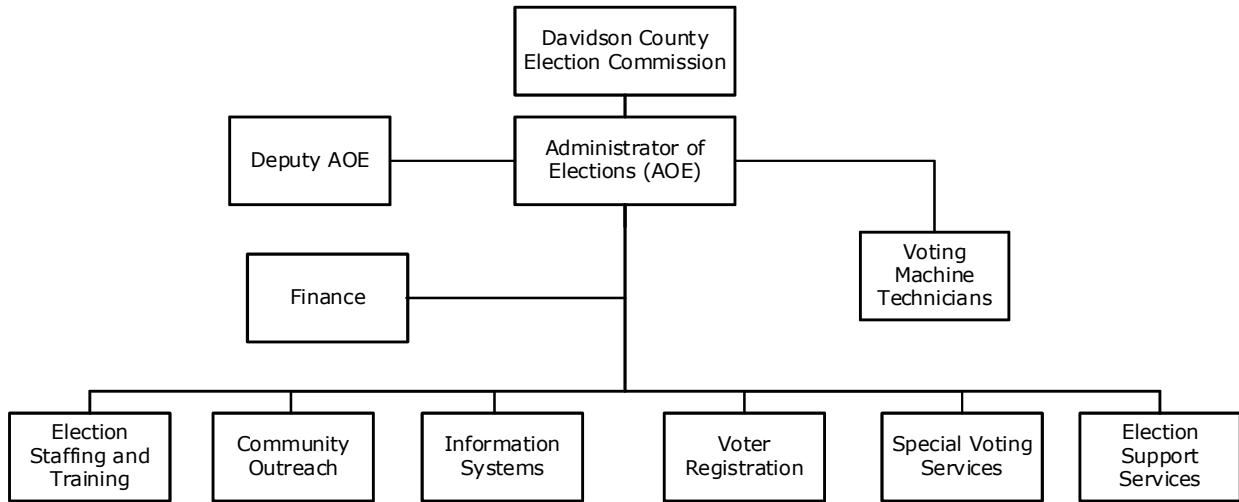 Davidson County
Election Commission
Deputy AOE
Administrator of
Elections (AOE)
Voting
Machine
Technicians
Finance
Election
Staffing and
Training
Community
Outreach
Information
Systems
Voter
Registration
Special Voting
Services
Election
Support
Services